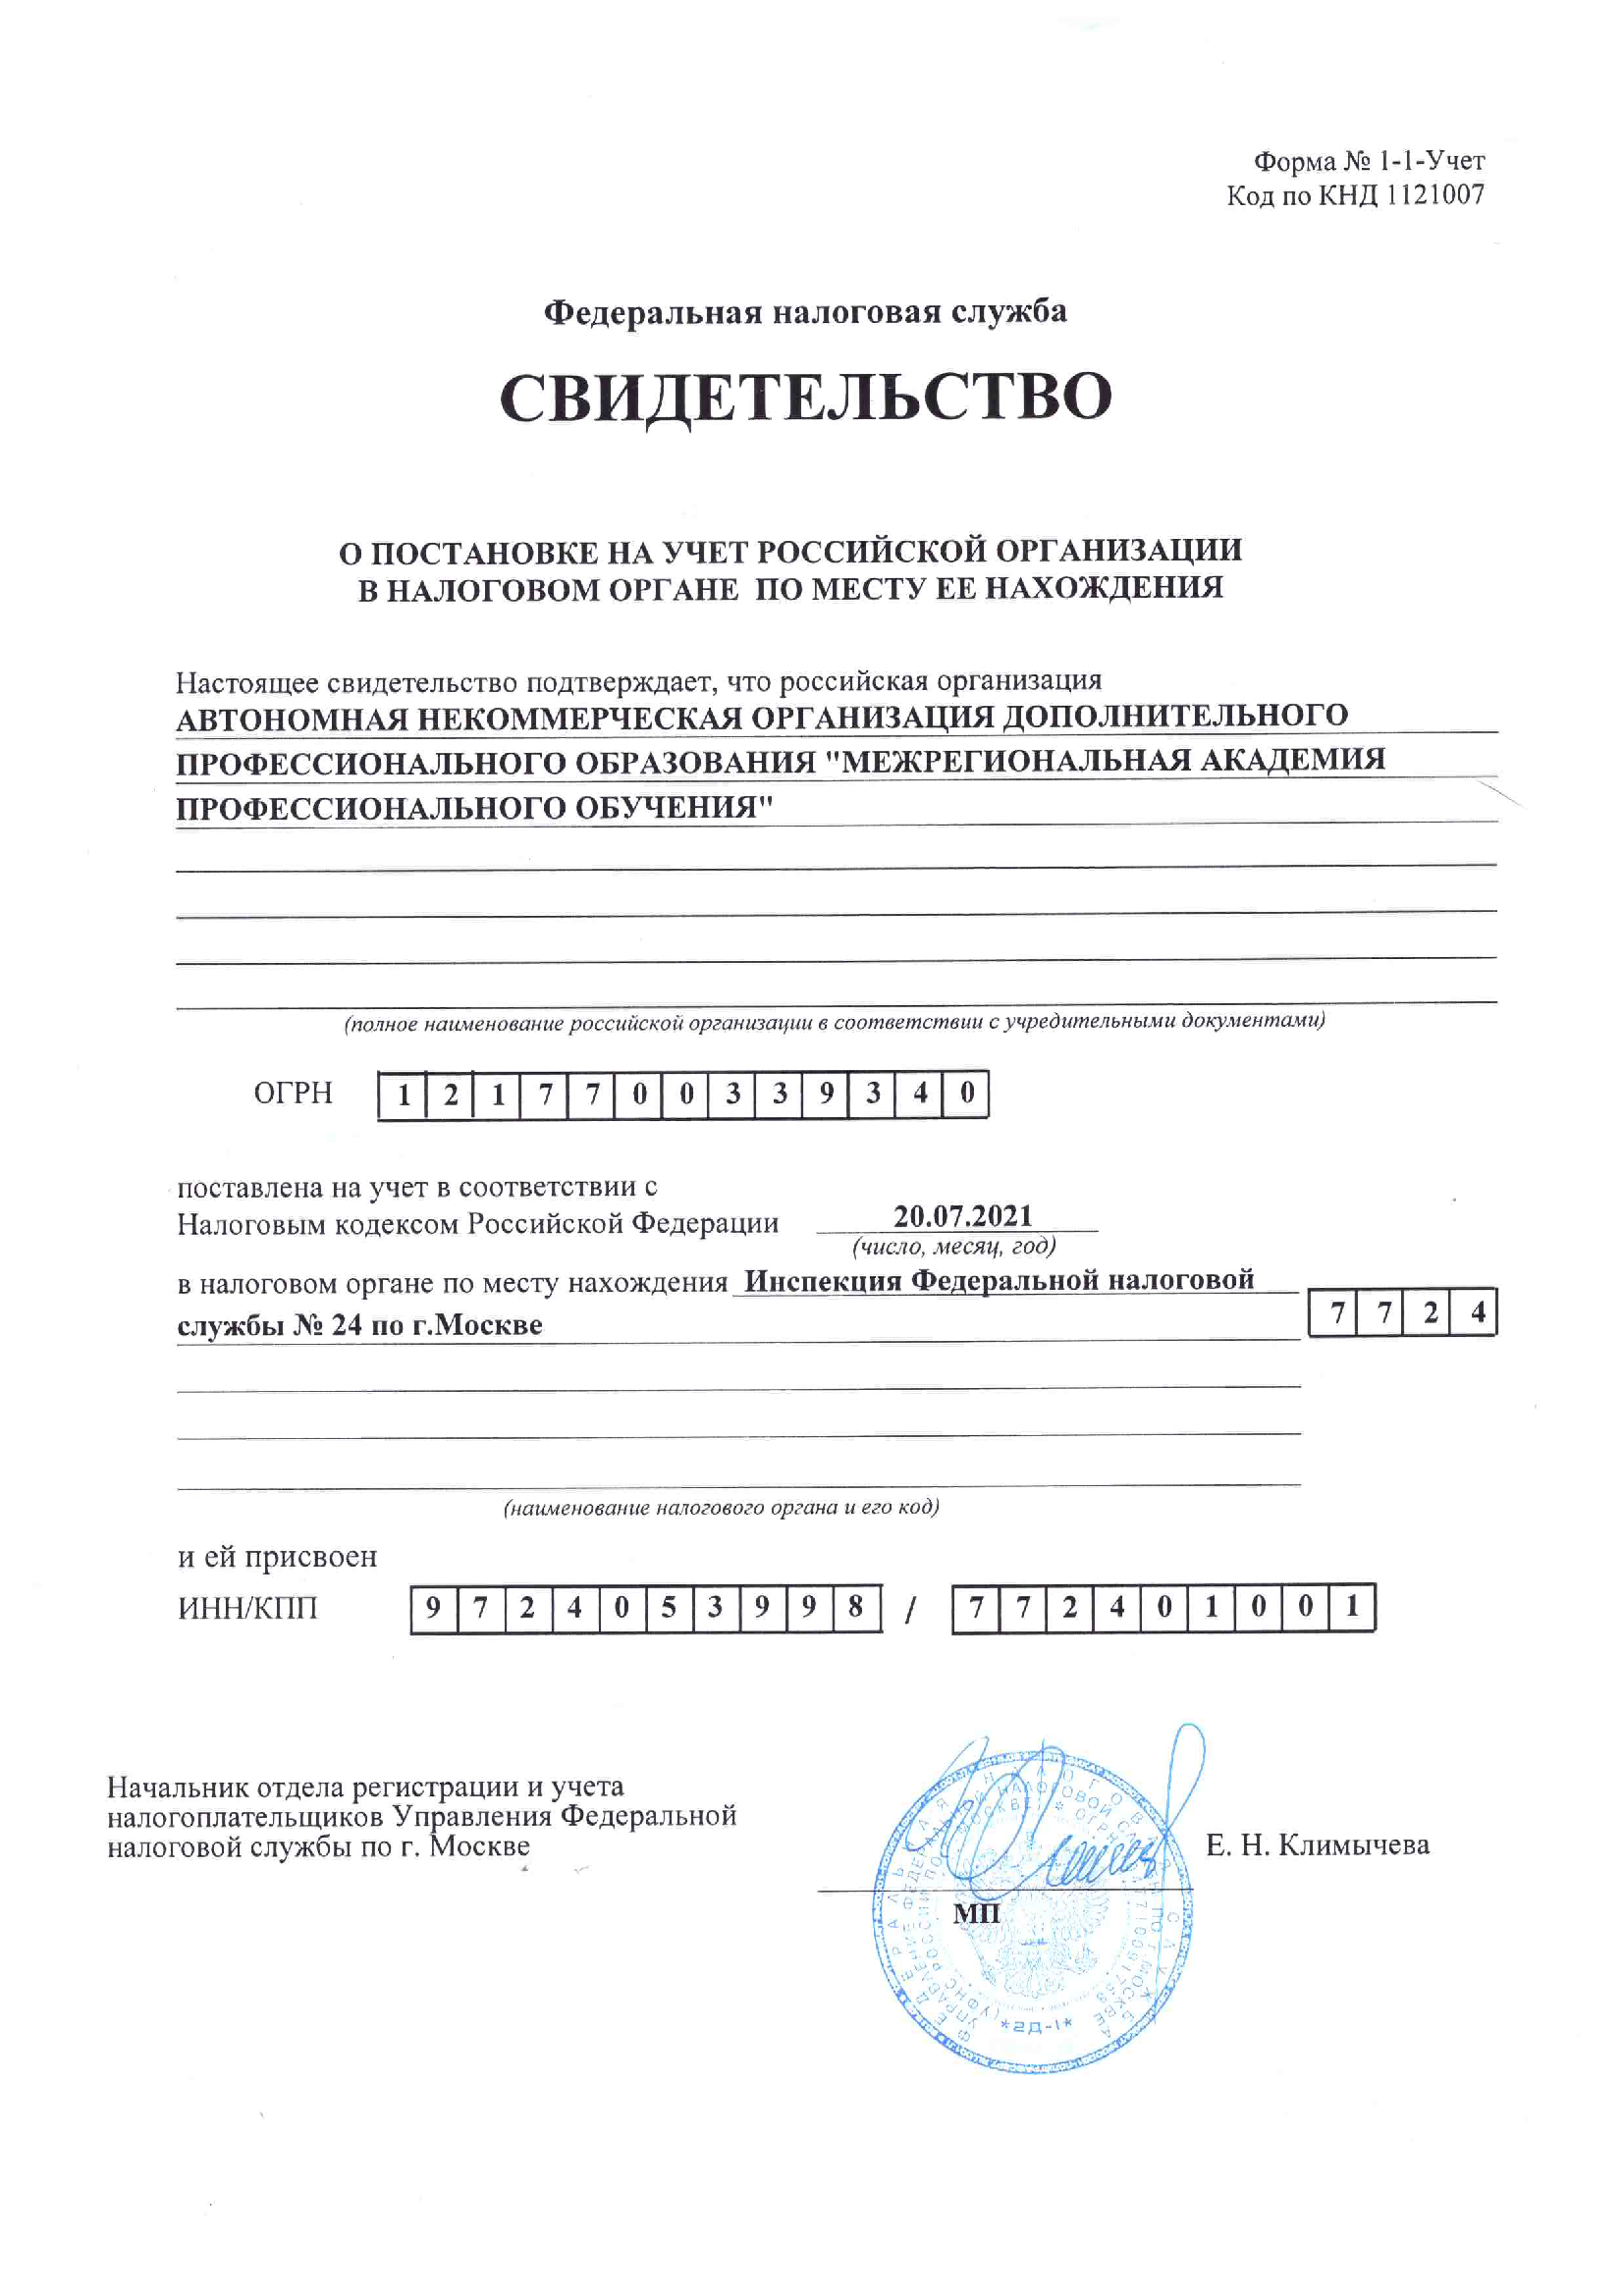 Форма № 1-1-Учет
Код по КНД 1121007
Федеральная налоговая служба
СВИДЕТЕЛЬСТВО
О ПОСТАНОВКЕ НА УЧЕТ РОССИЙСКОЙ ОРГАНИЗАЦИИ
В НАЛОГОВОМ ОРГАНЕ ПО МЕСТУ ЕЕ НАХОЖДЕНИЯ
Настоящее свидетельство подтверждает, что российская организация
АВТОНОМНАЯ НЕКОММЕРЧЕСКАЯ ОРГАНИЗАЦИЯ ДОПОЛНИТЕЛЬНОГО
ПРОФЕССИОНАЛЬНОГО ОБРАЗОВАНИЯ "МЕЖРЕГИОНАЛЬНАЯ АКАДЕМИЯ
ПРОФЕССИОНАЛЬНОГО ОБУЧЕНИЯ"
(полное наименование российской организации в соответствии с учредительными документами)
ОГРН 1 2 1 7 7 0 0 3 3 9 3 4 0
поставлена на учет в соответствии с
Налоговым кодексом Российской Федерации 20.07.2021
(число, месяц, год)
в налоговом органе по месту нахождения Инспекция Федеральной налоговой
службы № 24 по г.Москве 7 7 2 4
(наименование налогового органа и его код)
и ей присвоен
ИНН/КПП 9 7 2 4 0 5 3 9 9 8 / 7 7 2 4 0 1 0 0 1
Начальник отдела регистрации и учета
налогоплательщиков Управления Федеральной
налоговой службы по г. Москве
Е. Н. Климычева
МП
ФЕДЕРАЛЬНАЯ НАЛОГОВАЯ СЛУЖБА
*2Д-1*